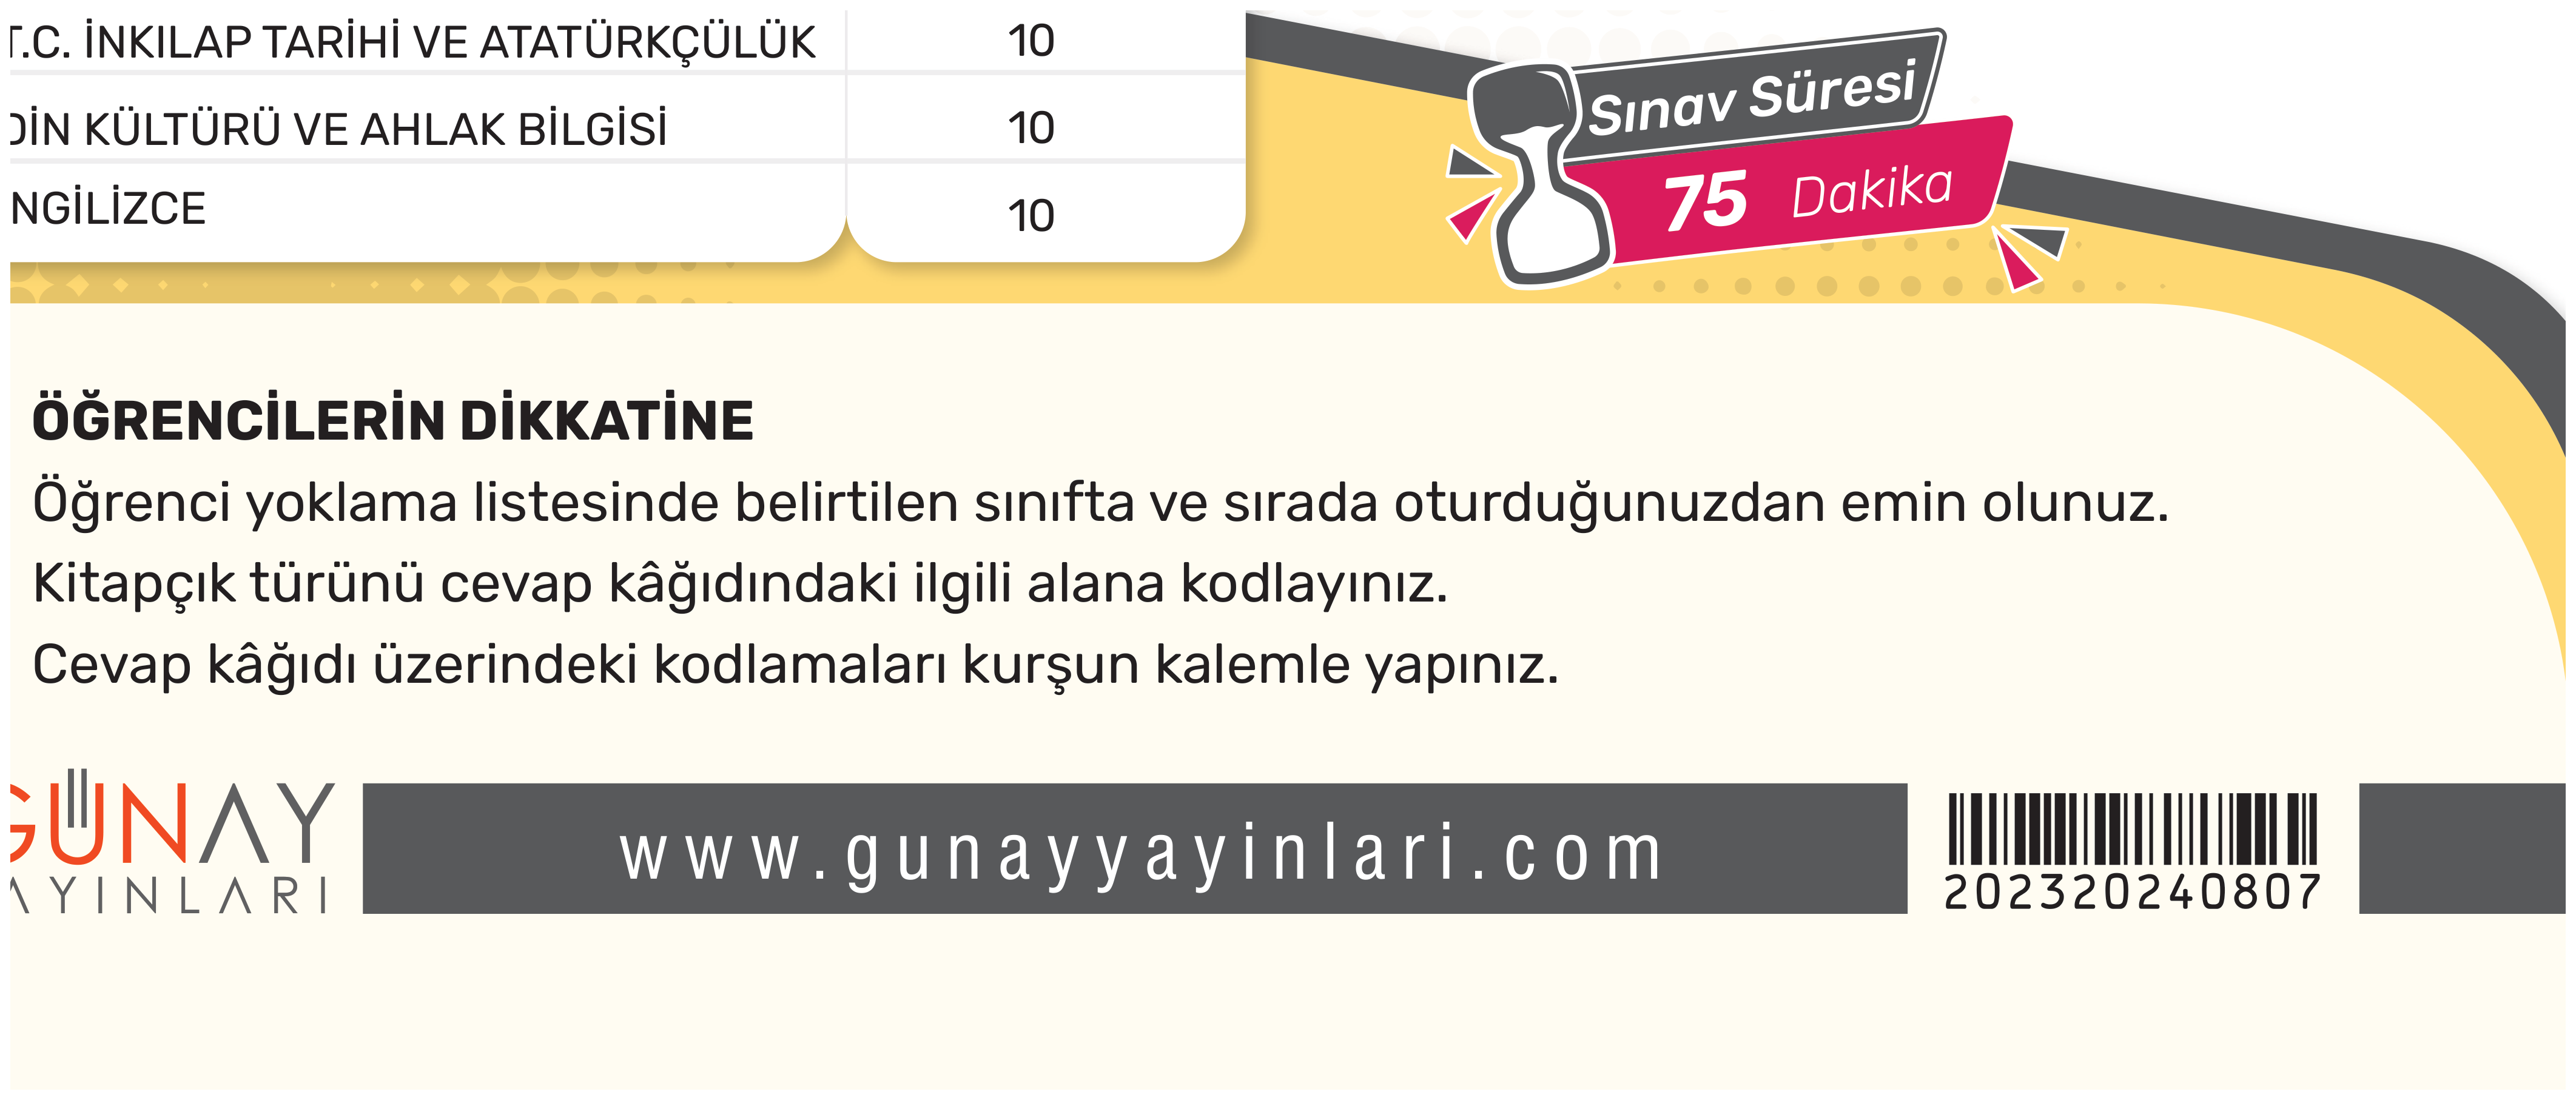 T.C. İNKILAP TARİHİ VE ATATÜRKÇÜLÜK 10
DİN KÜLTÜRÜ VE AHLAK BİLGİSİ 10
NGİLİZCE 10
Sınav Süresi
75 Dakika
ÖĞRENCİLERİN DİKKATİNE
Öğrenci yoklama listesinde belirtilen sınıfta ve sırada oturduğunuzdan emin olunuz.
Kitapçık türünü cevap kâğıdındaki ilgili alana kodlayınız.
Cevap kâğıdı üzerindeki kodlamaları kurşun kalemle yapınız.
GÜNAY
AYINLARI
www.gunayyayinlari.com
202320240807